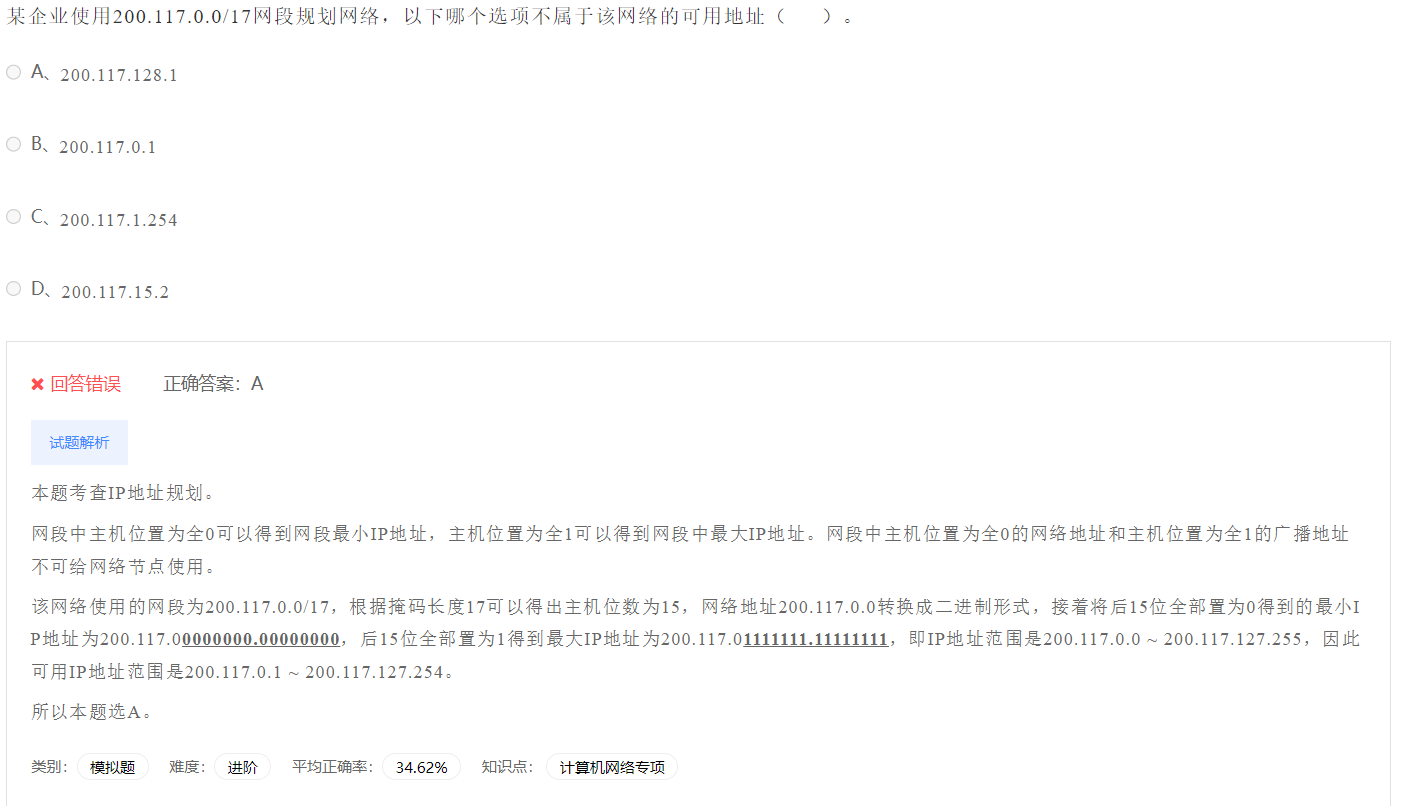 某企业使用200.117.0.0/17网段规划网络，以下哪个选项不属于该网络的可用地址（　　）。
A、200.117.128.1
B、200.117.0.1
C、200.117.1.254
D、200.117.15.2
✖ 回答错误 正确答案：A
试题解析
本题考查IP地址规划。
网段中主机位置为全0可以得到网段最小IP地址，主机位置为全1可以得到网段中最大IP地址。网段中主机位置为全0的网络地址和主机位置为全1的广播地址
不可给网络节点使用。
该网络使用的网段为200.117.0.0/17，根据掩码长度17可以得出主机位数为15，网络地址200.117.0.0转换成二进制形式，接着将后15位全部置为0得到的最小I
P地址为200.117.00000000.00000000，后15位全部置为1得到最大IP地址为200.117.01111111.11111111，即IP地址范围是200.117.0.0 ~ 200.117.127.255，因此
可用IP地址范围是200.117.0.1 ~ 200.117.127.254。
所以本题选A。
类别： 模拟题 难度： 进阶 平均正确率： 34.62% 知识点： 计算机网络专项